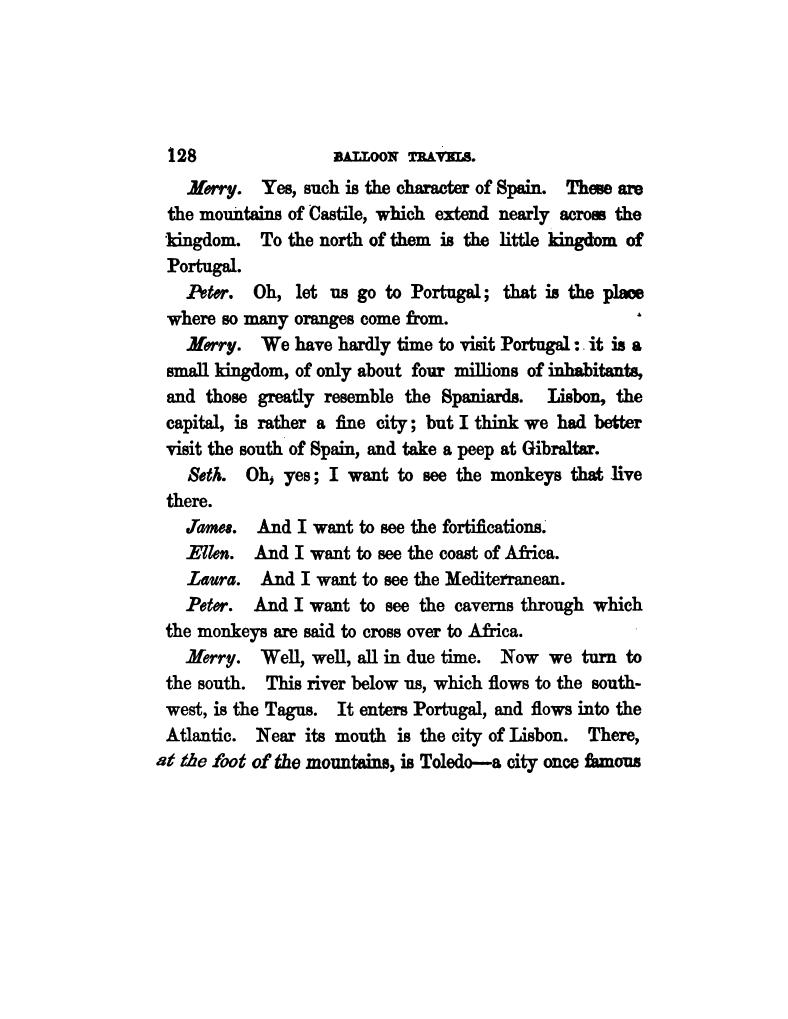 128 BALLOON TRAVELS.
Merry. Yes, such is the character of Spain. These are
the mountains of Castile, which extend nearly across the
kingdom. To the north of them is the little kingdom of
Portugal.
Peter. Oh, let us go to Portugal; that is the place
where so many oranges come from.
Merry. We have hardly time to visit Portugal: it is a
small kingdom, of only about four millions of inhabitants,
and those greatly resemble the Spaniards. Lisbon, the
capital, is rather a fine city; but I think we had better
visit the south of Spain, and take a peep at Gibraltar.
Seth. Oh, yes; I want to see the monkeys that live
there.
James. And I want to see the fortifications.
Ellen. And I want to see the coast of Africa.
Laura. And I want to see the Mediterranean.
Peter. And I want to see the caverns through which
the monkeys are said to cross over to Africa.
Merry. Well, well, all in due time. Now we turn to
the south. This river below us, which flows to the south-
west, is the Tagus. It enters Portugal, and flows into the
Atlantic. Near its mouth is the city of Lisbon. There,
at the foot of the mountains, is Toledo—a city once famous